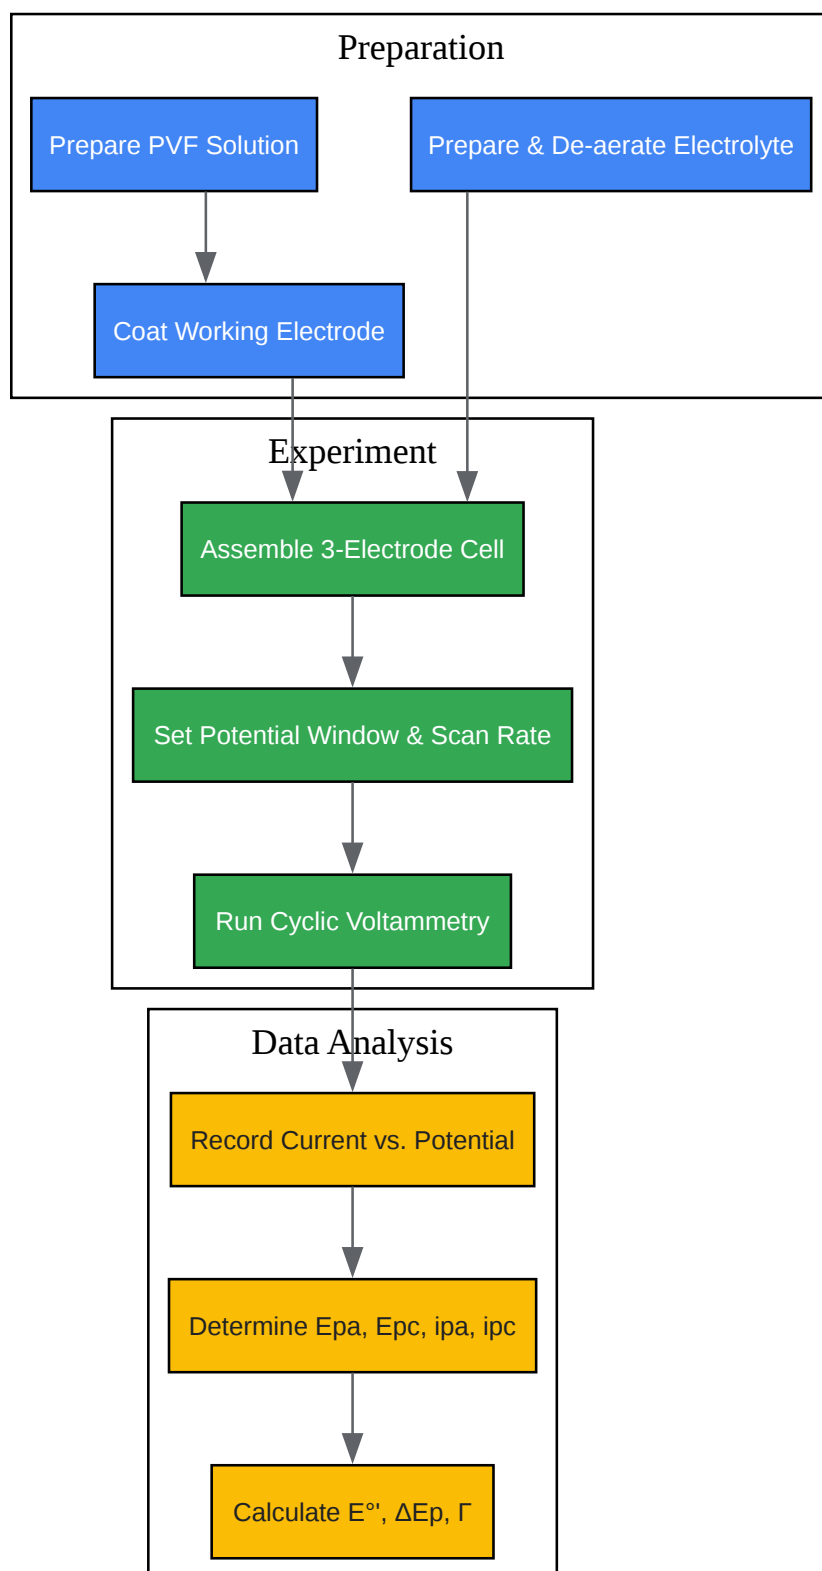 Preparation
Prepare PVF Solution
Prepare & De-aerate Electrolyte
Coat Working Electrode
Experiment
Assemble 3-Electrode Cell
Set Potential Window & Scan Rate
Run Cyclic Voltammetry
Data Analysis
Record Current vs. Potential
Determine Epa, Epc, ipa, ipc
Calculate E°', ΔEp, Γ